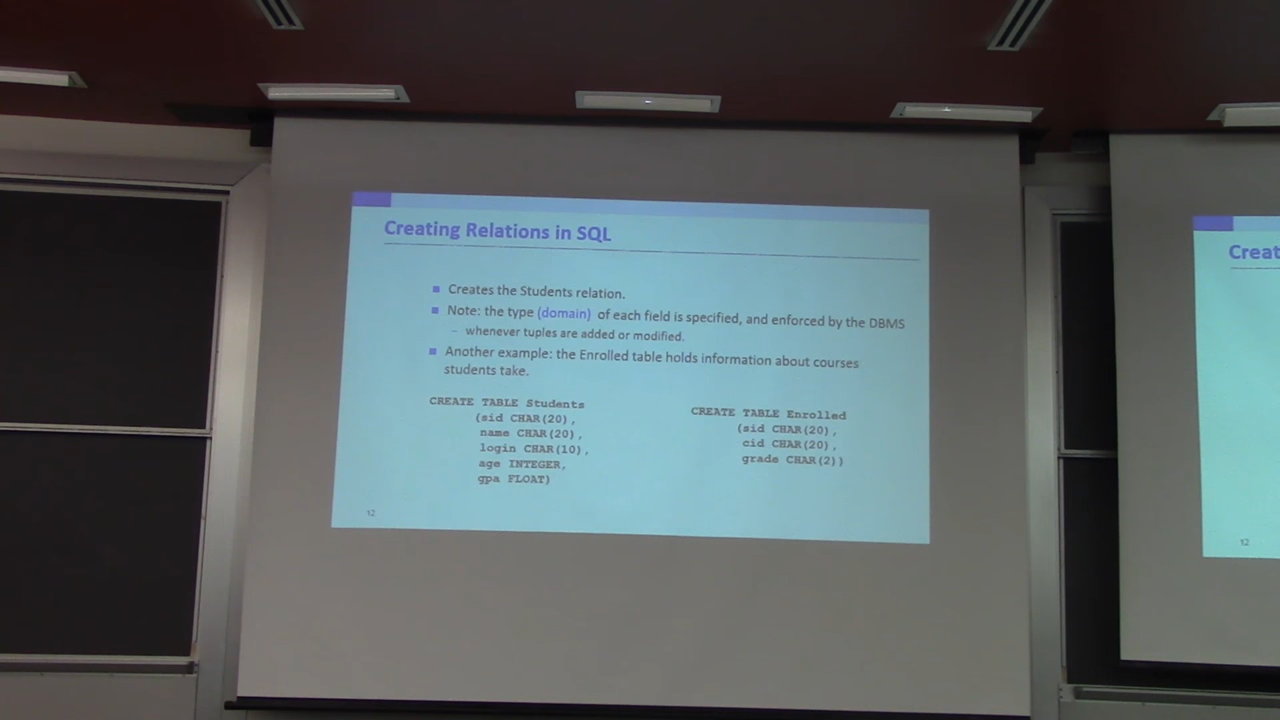 Creating Relations in SQL
Creates the Students relation.
Note: the type (domain) of each field is specified, and enforced by the DBMS
– whenever tuples are added or modified.
Another example: the Enrolled table holds information about courses
students take.
CREATE TABLE Students
(sid CHAR(20),
name CHAR(20),
login CHAR(10),
age INTEGER,
gpa FLOAT)
CREATE TABLE Enrolled
(sid CHAR(20),
cid CHAR(20),
grade CHAR(2))
12
Creat
12